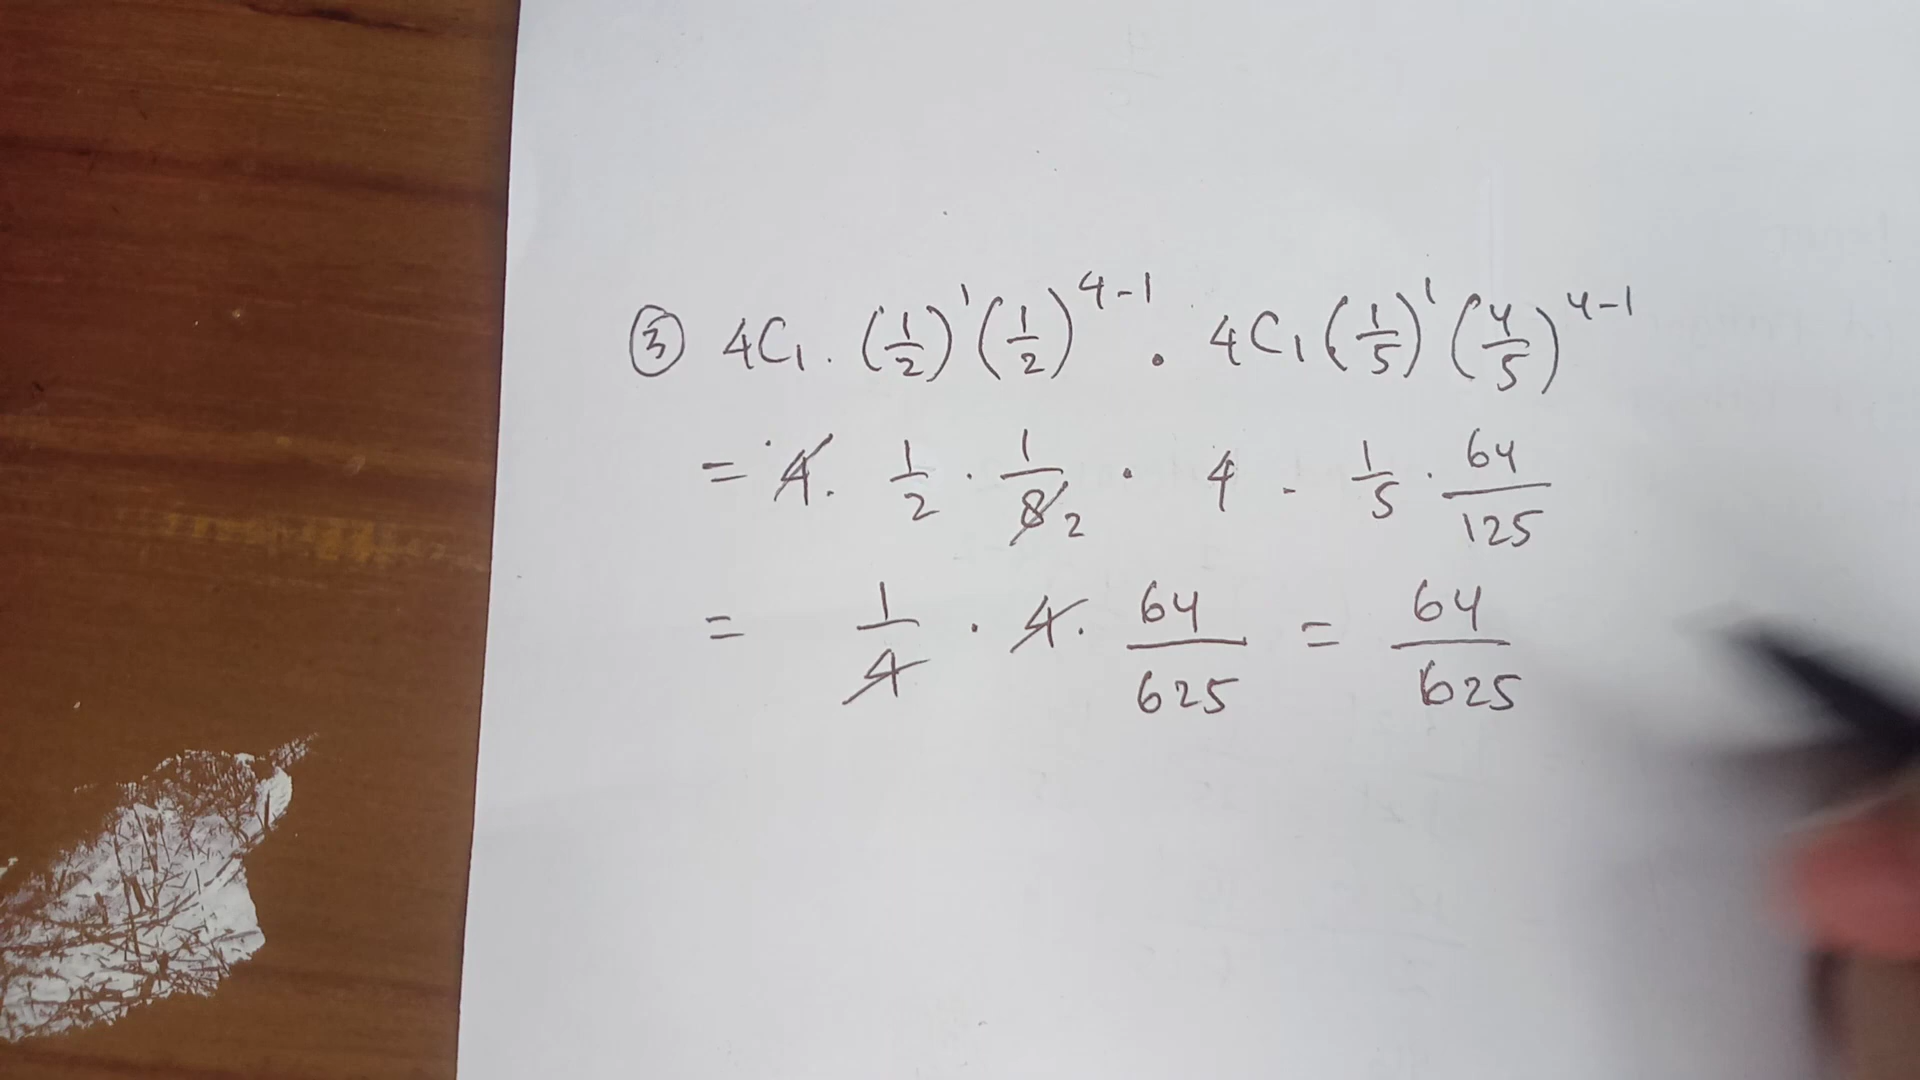 ③ 4C₁ . (1/2)¹ (1/2)⁴⁻¹ . 4C₁ (1/5)¹ (4/5)⁴⁻¹
= 4 . 1/2 . 1/8 2 . 4 . 1/5 . 64/125
= 1/4 . 4 . 64/625 = 64/625